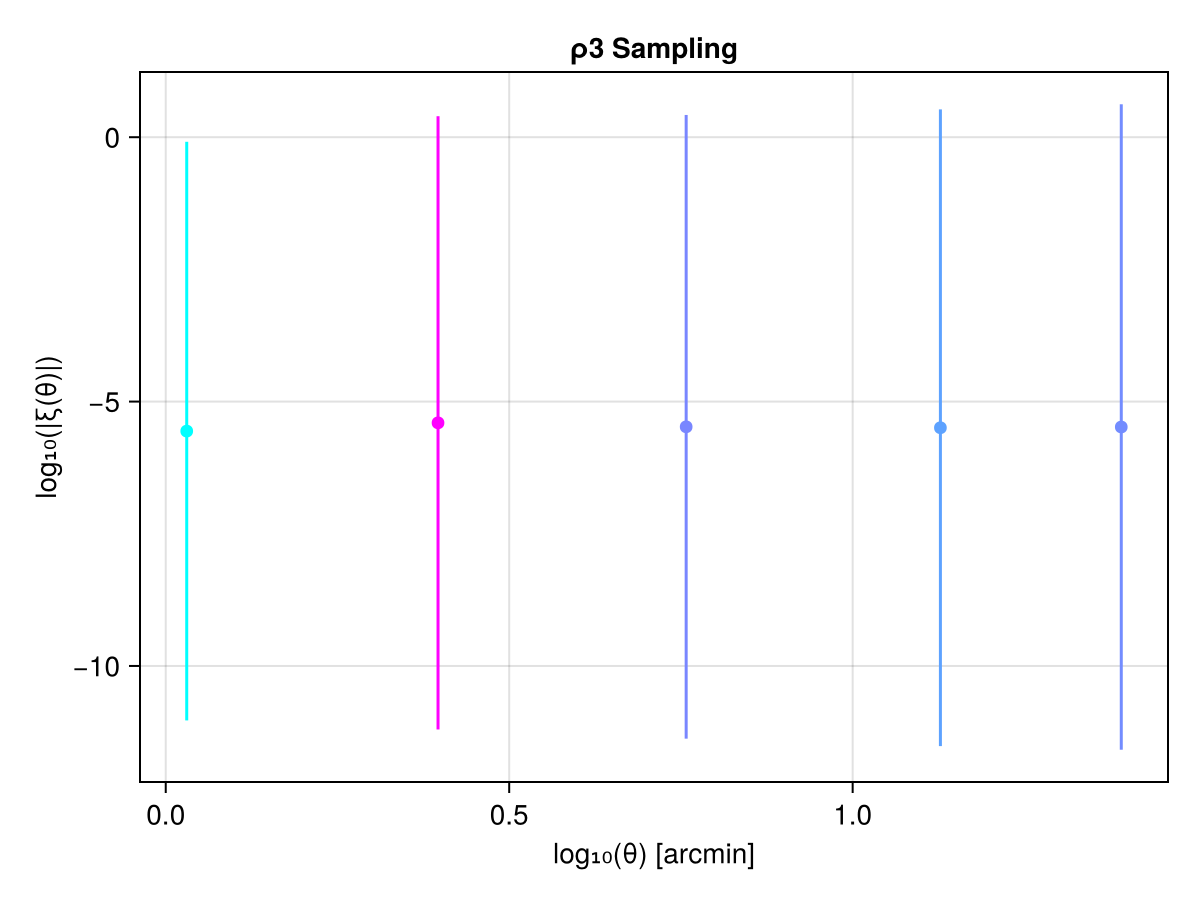 ρ3 Sampling
0
−5
−10
log₁₀(|ξ(θ)|)
0.0
0.5
1.0
log₁₀(θ) [arcmin]